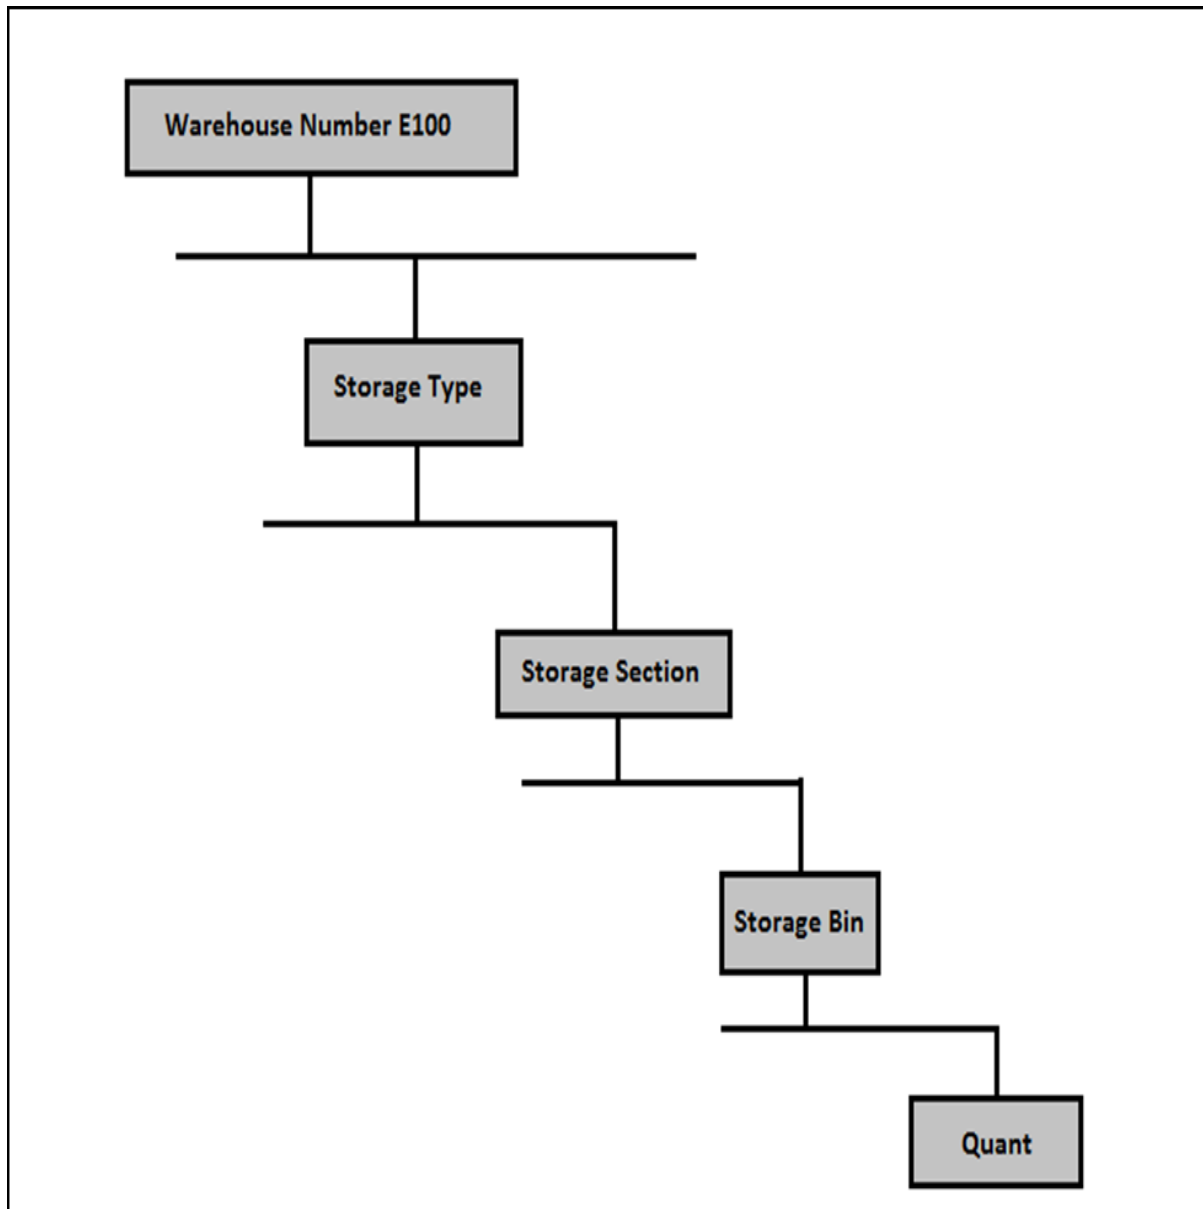 Warehouse Number E100
Storage Type
Storage Section
Storage Bin
Quant